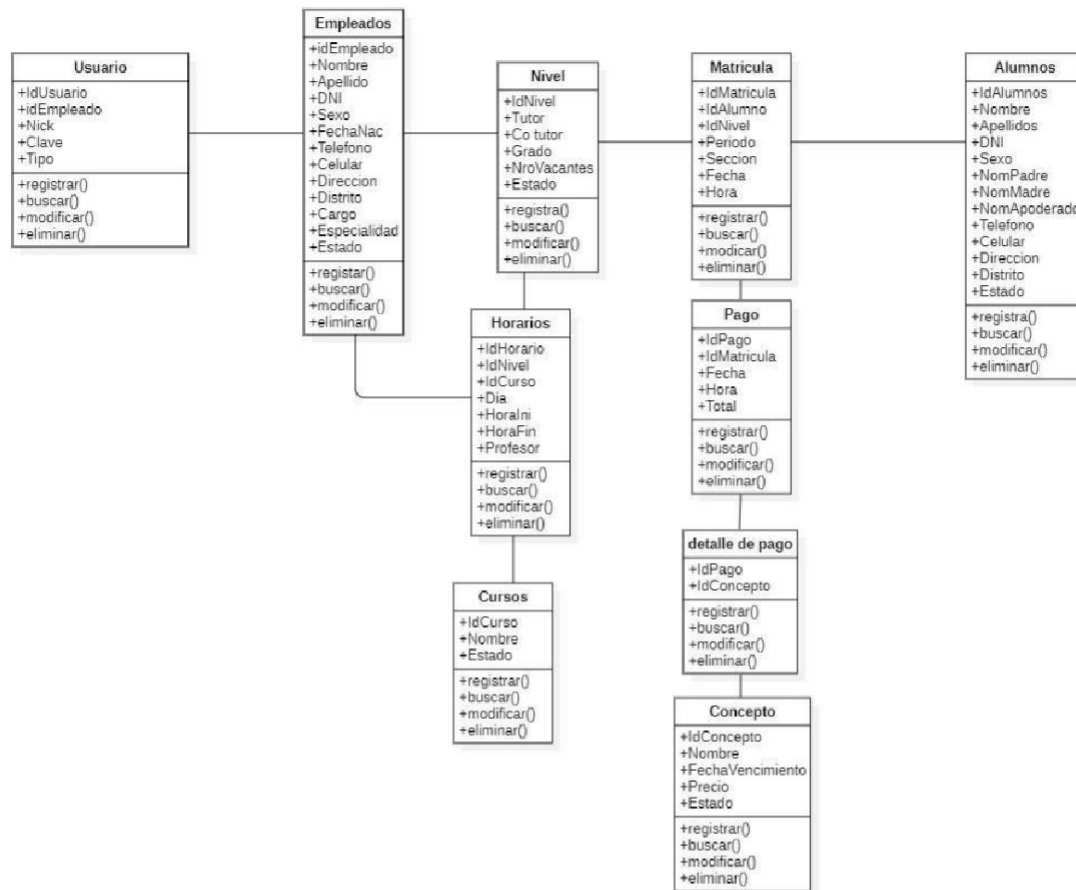 Usuario
+IdUsuario
+idEmpleado
+Nick
+Clave
+Tipo
+registrar()
+buscar()
+modificar()
+eliminar()
Empleados
+idEmpleado
+Nombre
+Apellido
+DNI
+Sexo
+FechaNac
+Telefono
+Celular
+Direccion
+Distrito
+Cargo
+Especialidad
+Estado
+registar()
+buscar()
+modificar()
+eliminar()
Nivel
+IdNivel
+Tutor
+Co tutor
+Grado
+NroVacantes
+Estado
+registra()
+buscar()
+modificar()
+eliminar()
Matricula
+IdMatricula
+IdAlumno
+IdNivel
+Periodo
+Seccion
+Fecha
+Hora
+registrar()
+buscar()
+modicar()
+eliminar()
Alumnos
+IdAlumnos
+Nombre
+Apellidos
+DNI
+Sexo
+NomPadre
+NomMadre
+NomApoderado
+Telefono
+Celular
+Direccion
+Distrito
+Estado
+registra()
+buscar()
+modificar()
+eliminar()
Horarios
+IdHorario
+IdNivel
+IdCurso
+Dia
+HoraIni
+HoraFin
+Profesor
+registrar()
+buscar()
+modificar()
+eliminar()
Pago
+IdPago
+IdMatricula
+Fecha
+Hora
+Total
+registrar()
+buscar()
+modificar()
+eliminar()
Cursos
+IdCurso
+Nombre
+Estado
+registrar()
+buscar()
+modificar()
+eliminar()
detalle de pago
+IdPago
+IdConcepto
+registrar()
+buscar()
+modificar()
+eliminar()
Concepto
+IdConcepto
+Nombre
+FechaVencimiento
+Precio
+Estado
+registrar()
+buscar()
+modificar()
+eliminar()